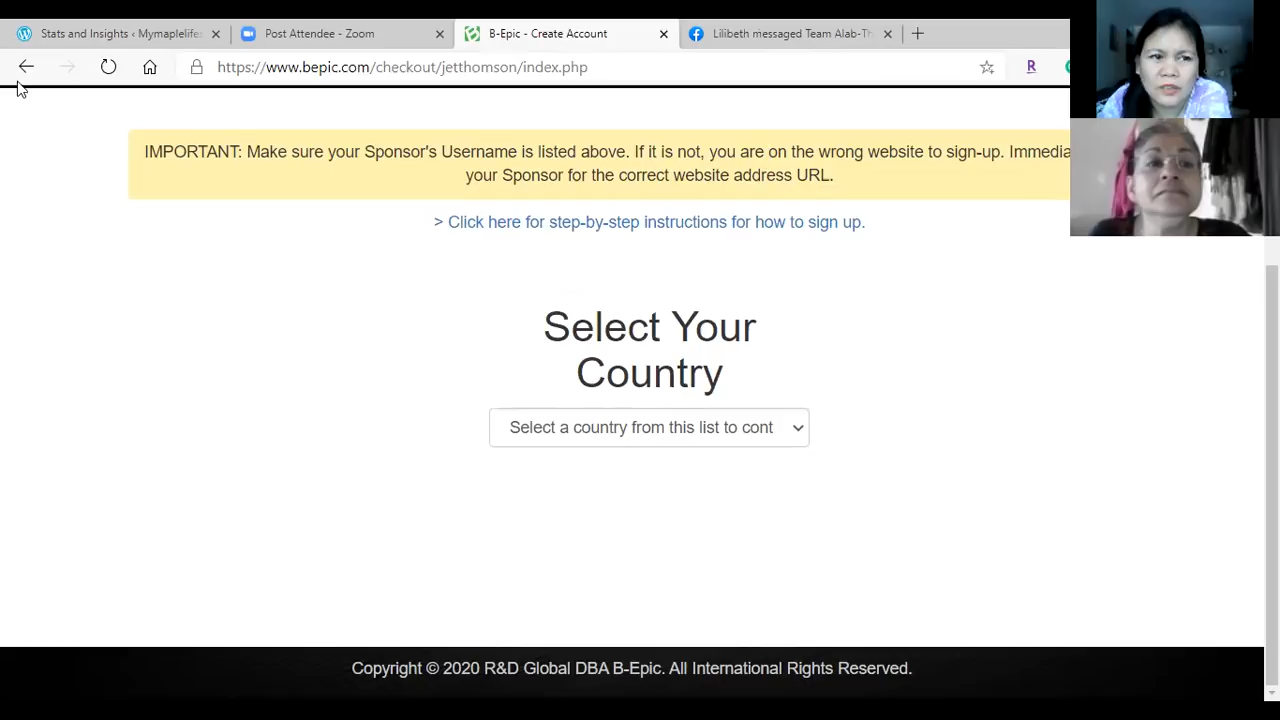 Stats and Insights ‹ Mymaplelifes
Post Attendee - Zoom
B-Epic - Create Account
Lilibeth messaged Team Alab-Th
https://www.bepic.com/checkout/jetthomson/index.php
R
IMPORTANT: Make sure your Sponsor's Username is listed above. If it is not, you are on the wrong website to sign-up. Immedia
your Sponsor for the correct website address URL.
> Click here for step-by-step instructions for how to sign up.
Select Your
Country
Select a country from this list to cont
Copyright © 2020 R&D Global DBA B-Epic. All International Rights Reserved.